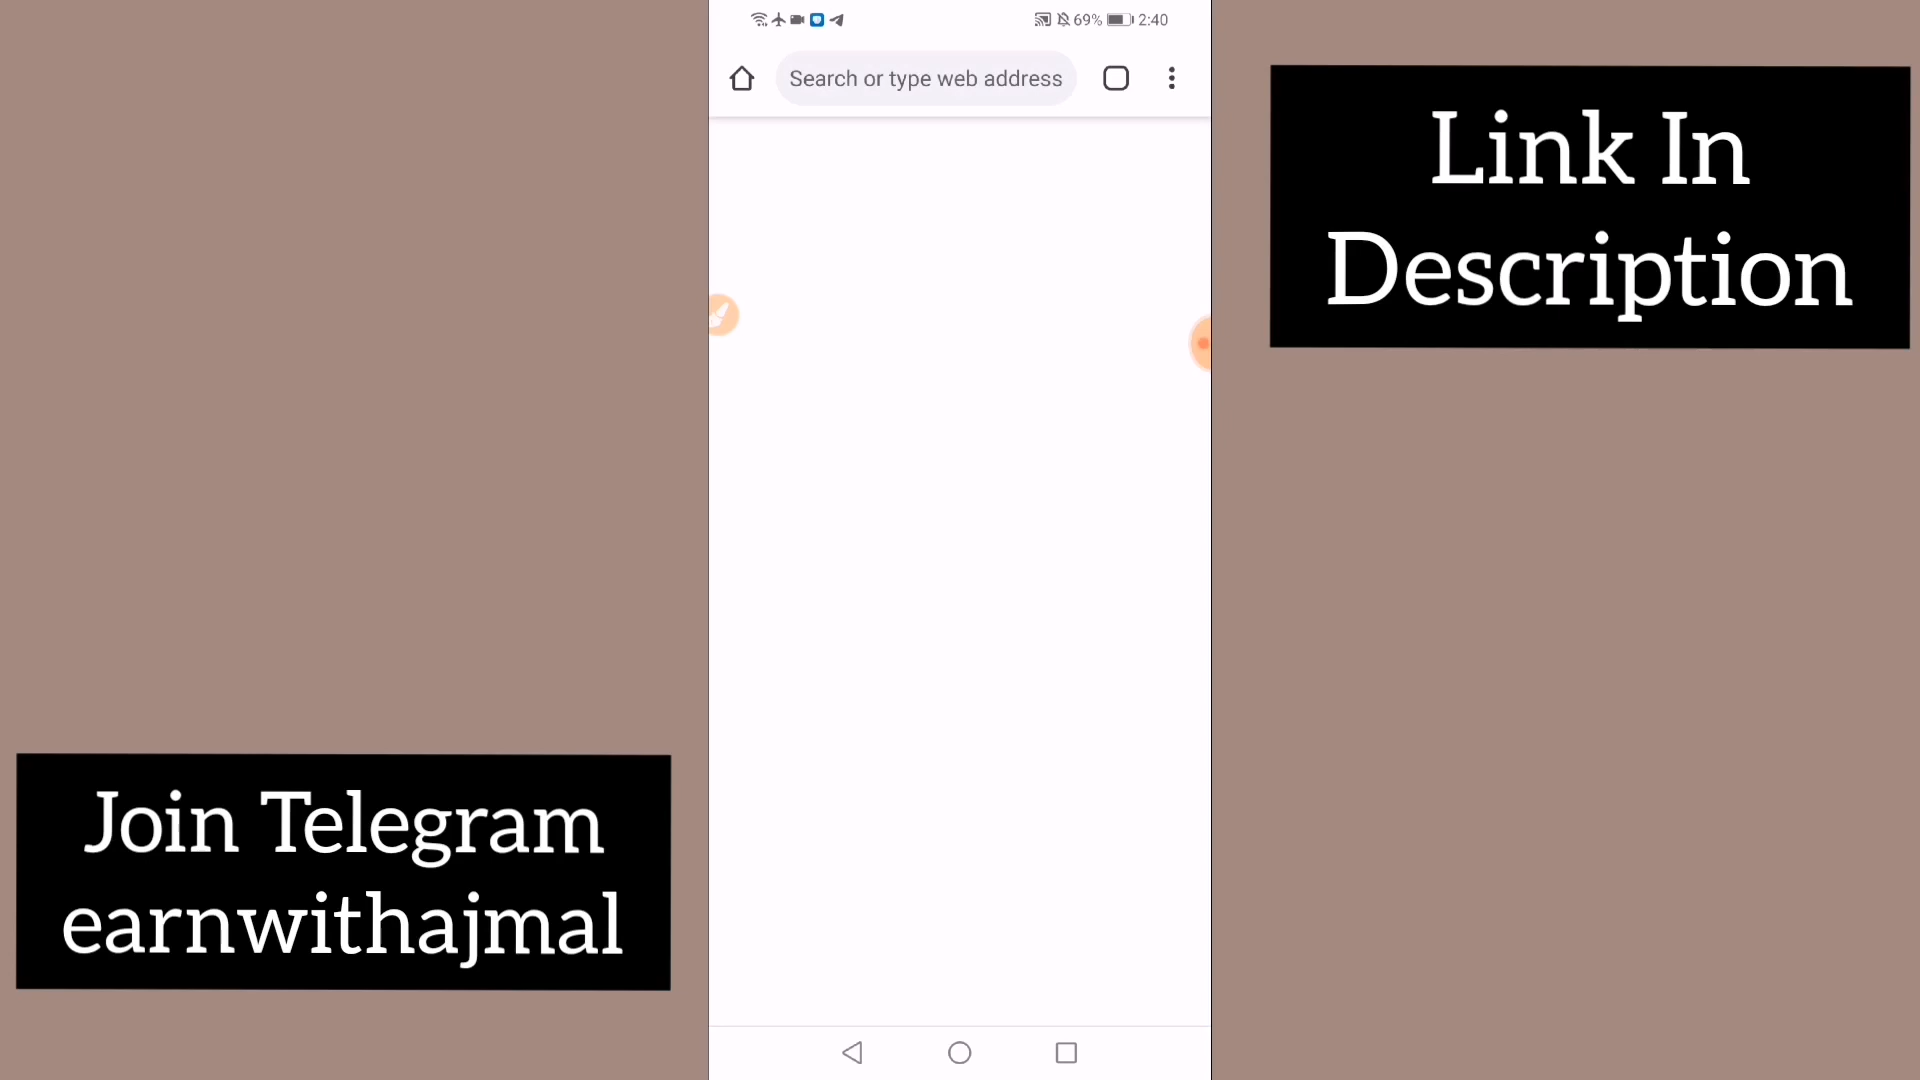 69% 2:40
Search or type web address
Link In
Description
Join Telegram
earnwithajmal